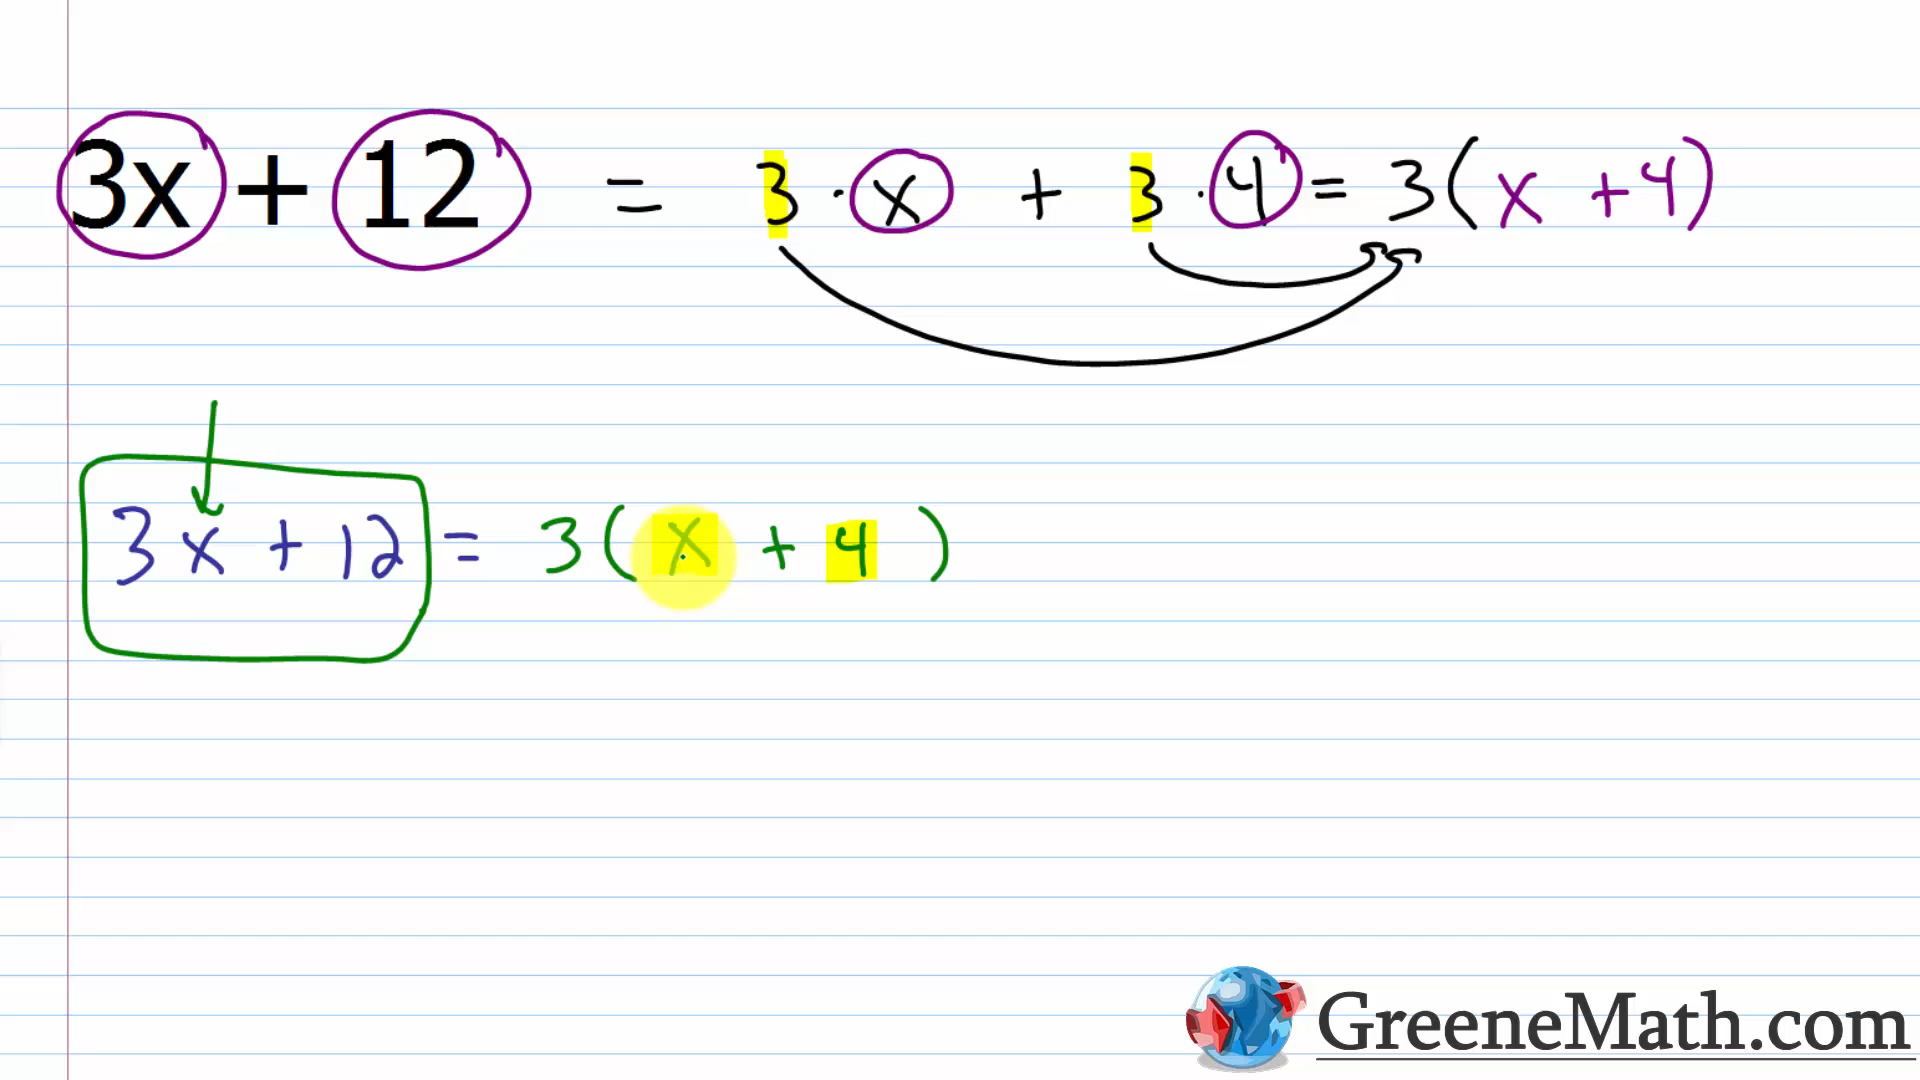 3x + 12 = 3 · x + 3 · 4 = 3(x + 4)
3x + 12 = 3(x + 4)
GreeneMath.com